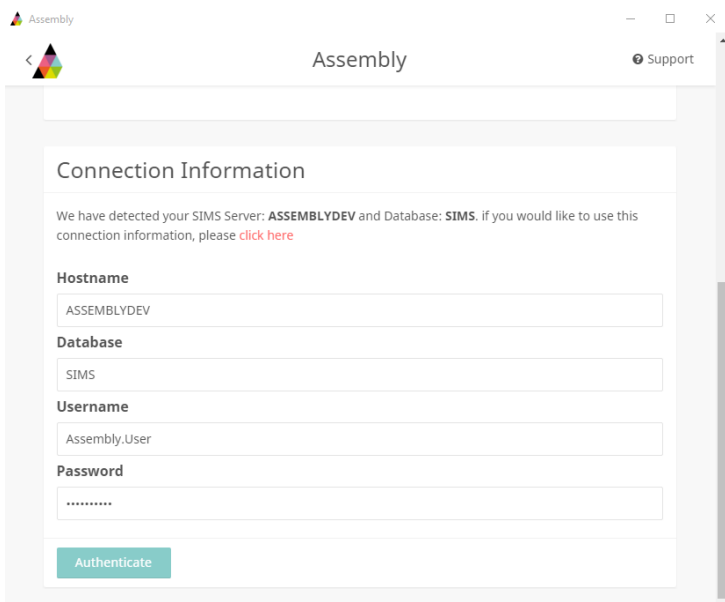 Assembly
Assembly
Support
Connection Information
We have detected your SIMS Server: ASSEMBLYDEV and Database: SIMS. if you would like to use this
connection information, please click here
Hostname
ASSEMBLYDEV
Database
SIMS
Username
Assembly.User
Password
••••••••••
Authenticate